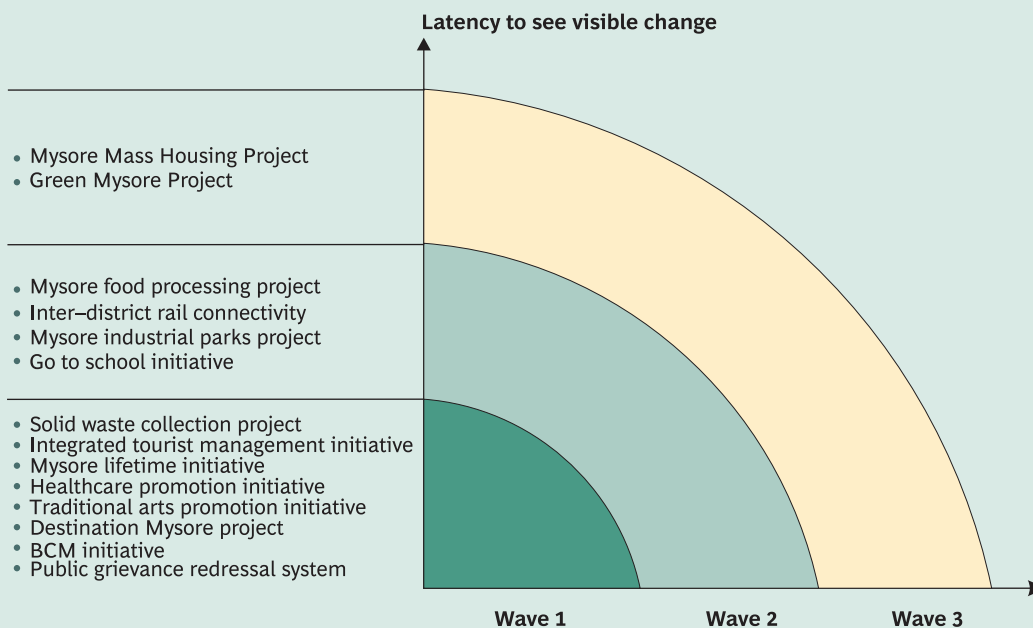 Latency to see visible change
• Mysore Mass Housing Project
• Green Mysore Project
• Mysore food processing project
• Inter–district rail connectivity
• Mysore industrial parks project
• Go to school initiative
• Solid waste collection project
• Integrated tourist management initiative
• Mysore lifetime initiative
• Healthcare promotion initiative
• Traditional arts promotion initiative
• Destination Mysore project
• BCM initiative
• Public grievance redressal system
Wave 1 Wave 2 Wave 3